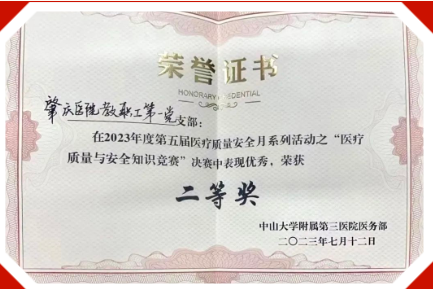 荣誉证书
HONORARY CREDENTIAL
肇庆医院教职工第一党支部:
在2023年度第五届医疗质量安全月系列活动之“医疗
质量与安全知识竞赛”决赛中表现优秀,荣获
二等奖
中山大学附属第三医院医务部
二〇二三年七月十二日